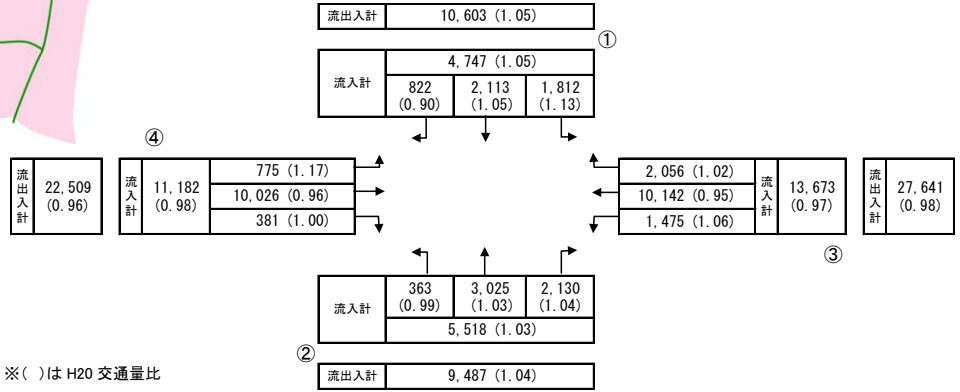 流出入計 10,603 (1.05)
①
流入計 4,747 (1.05)
822 2,113 1,812
(0.90) (1.05) (1.13)
④
流出入計 22,509 (0.96)
流入計 11,182 (0.98)
775 (1.17)
10,026 (0.96)
381 (1.00)
2,056 (1.02)
10,142 (0.95)
1,475 (1.06)
流入計 13,673 (0.97)
流出入計 27,641 (0.98)
③
363 3,025 2,130
(0.99) (1.03) (1.04)
流入計 5,518 (1.03)
②
流出入計 9,487 (1.04)
※( )は H20 交通量比